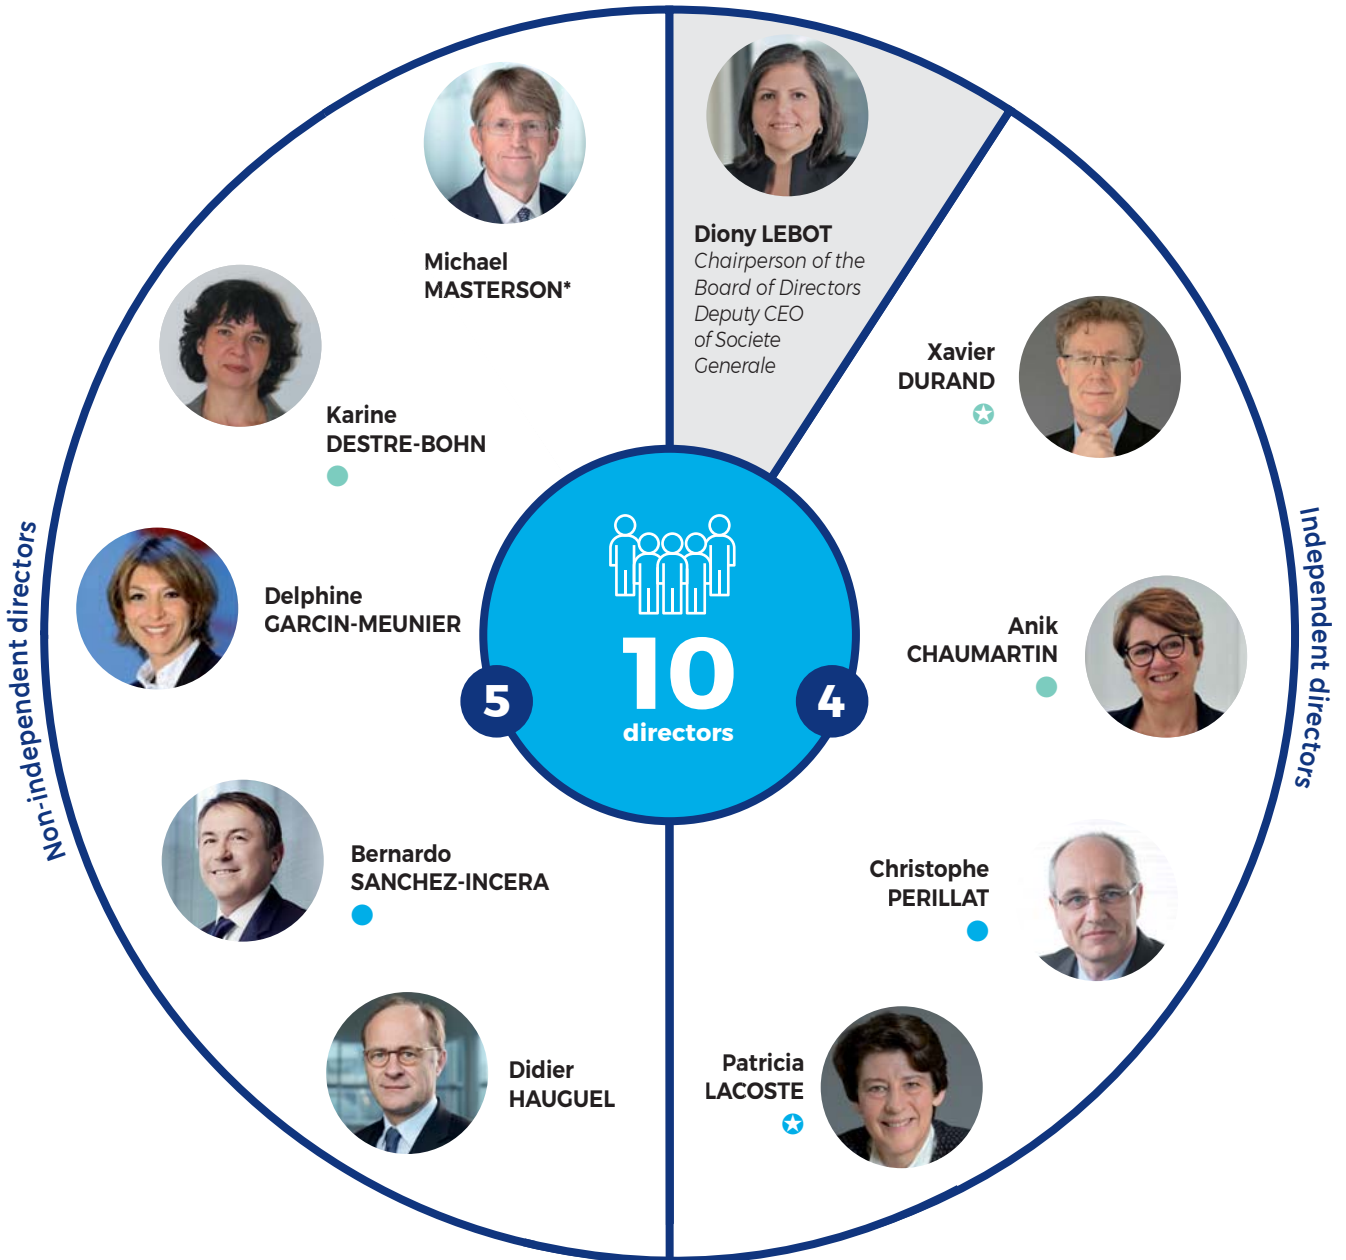 Michael
MASTERSON*
Diony LEBOT
Chairperson of the
Board of Directors
Deputy CEO
of Societe
Generale
Karine
DESTRE-BOHN
Xavier
DURAND
Delphine
GARCIN-MEUNIER
Anik
CHAUMARTIN
Non-independent directors
5
10
directors
4
Independent directors
Bernardo
SANCHEZ-INCERA
Christophe
PERILLAT
Didier
HAUGUEL
Patricia
LACOSTE